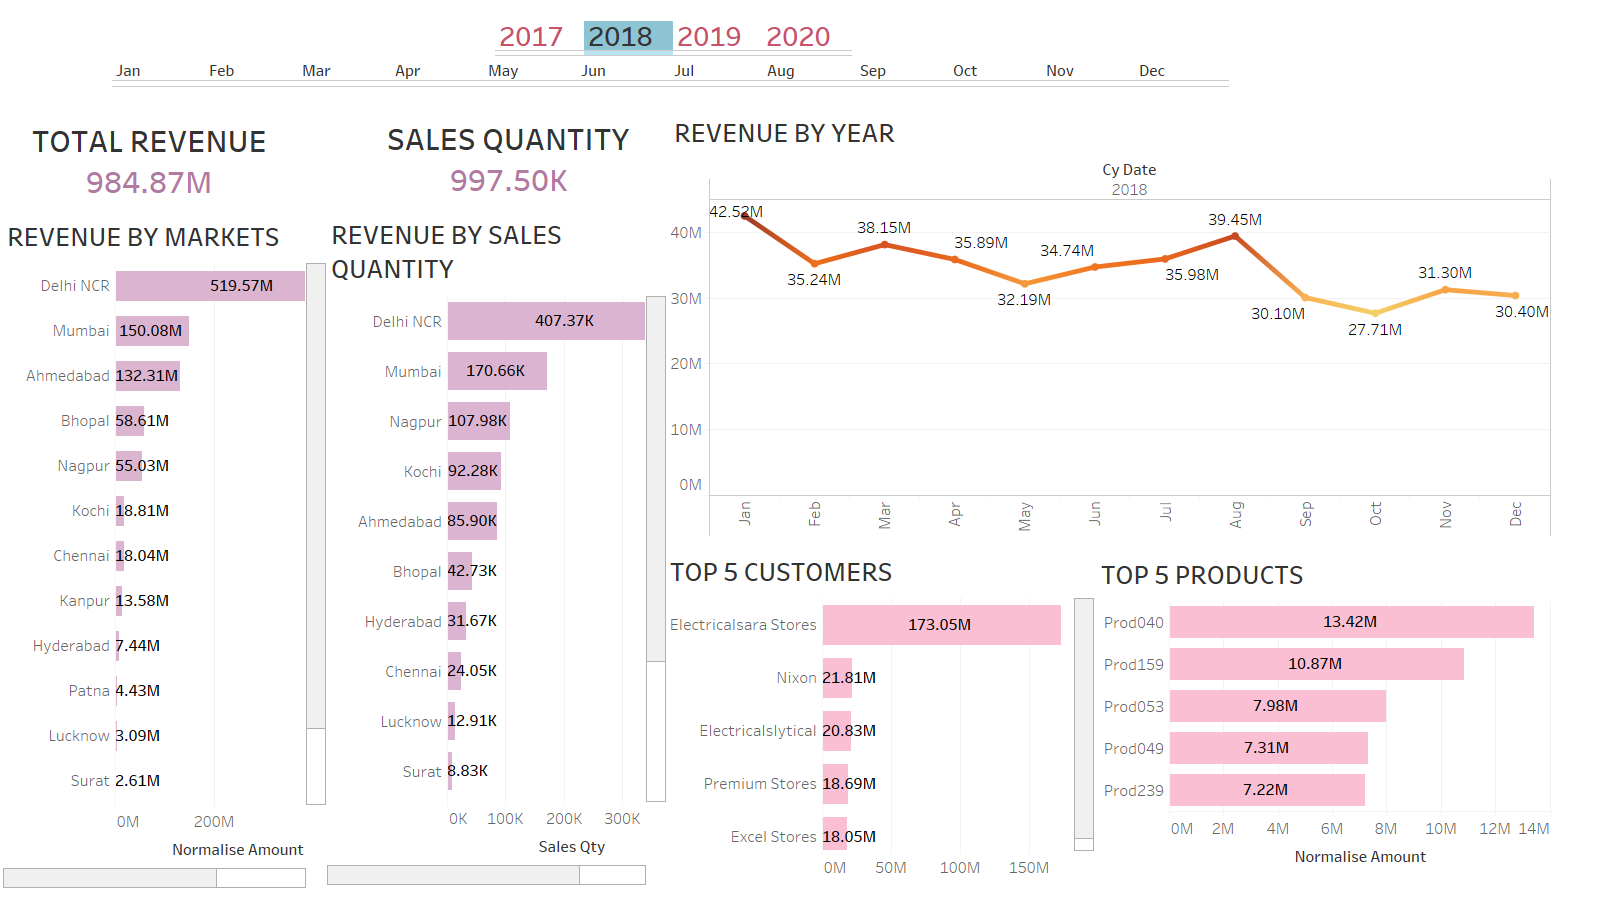 2017 2018 2019 2020
Jan Feb Mar Apr May Jun Jul Aug Sep Oct Nov Dec
TOTAL REVENUE
984.87M
SALES QUANTITY
997.50K
REVENUE BY MARKETS
Delhi NCR 519.57M
Mumbai 150.08M
Ahmedabad 132.31M
Bhopal 58.61M
Nagpur 55.03M
Kochi 18.81M
Chennai 18.04M
Kanpur 13.58M
Hyderabad 7.44M
Patna 4.43M
Lucknow 3.09M
Surat 2.61M
0M 200M
Normalise Amount
REVENUE BY SALES
QUANTITY
Delhi NCR 407.37K
Mumbai 170.66K
Nagpur 107.98K
Kochi 92.28K
Ahmedabad 85.90K
Bhopal 42.73K
Hyderabad 31.67K
Chennai 24.05K
Lucknow 12.91K
Surat 8.83K
0K 100K 200K 300K
Sales Qty
REVENUE BY YEAR
Cy Date
2018
40M
30M
20M
10M
0M
42.52M 35.24M 38.15M 35.89M 32.19M 34.74M 35.98M 39.45M 30.10M 27.71M 31.30M 30.40M
Jan Feb Mar Apr May Jun Jul Aug Sep Oct Nov Dec
TOP 5 CUSTOMERS
Electricalsara Stores 173.05M
Nixon 21.81M
Electricalslytical 20.83M
Premium Stores 18.69M
Excel Stores 18.05M
0M 50M 100M 150M
TOP 5 PRODUCTS
Prod040 13.42M
Prod159 10.87M
Prod053 7.98M
Prod049 7.31M
Prod239 7.22M
0M 2M 4M 6M 8M 10M 12M 14M
Normalise Amount